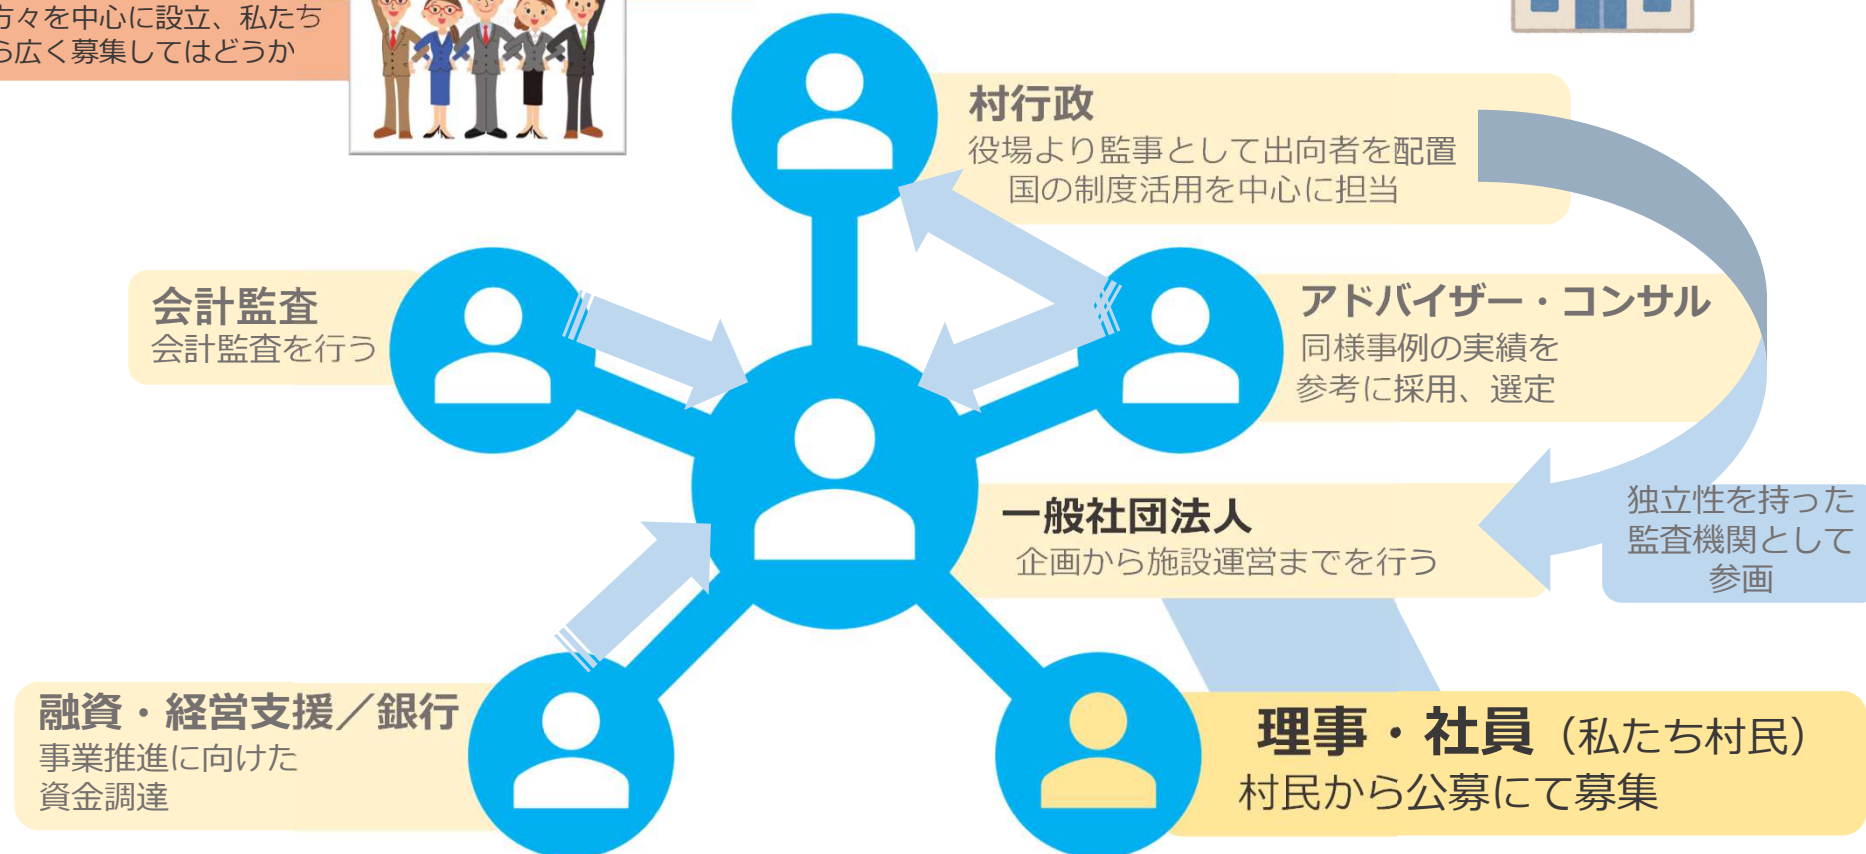 方々を中心に設立、私たち
ら広く募集してはどうか
村行政
役場より監事として出向者を配置
国の制度活用を中心に担当
会計監査
会計監査を行う
アドバイザー・コンサル
同様事例の実績を
参考に採用、選定
一般社団法人
企画から施設運営までを行う
独立性を持った
監査機関として
参画
融資・経営支援／銀行
事業推進に向けた
資金調達
理事・社員（私たち村民）
村民から公募にて募集